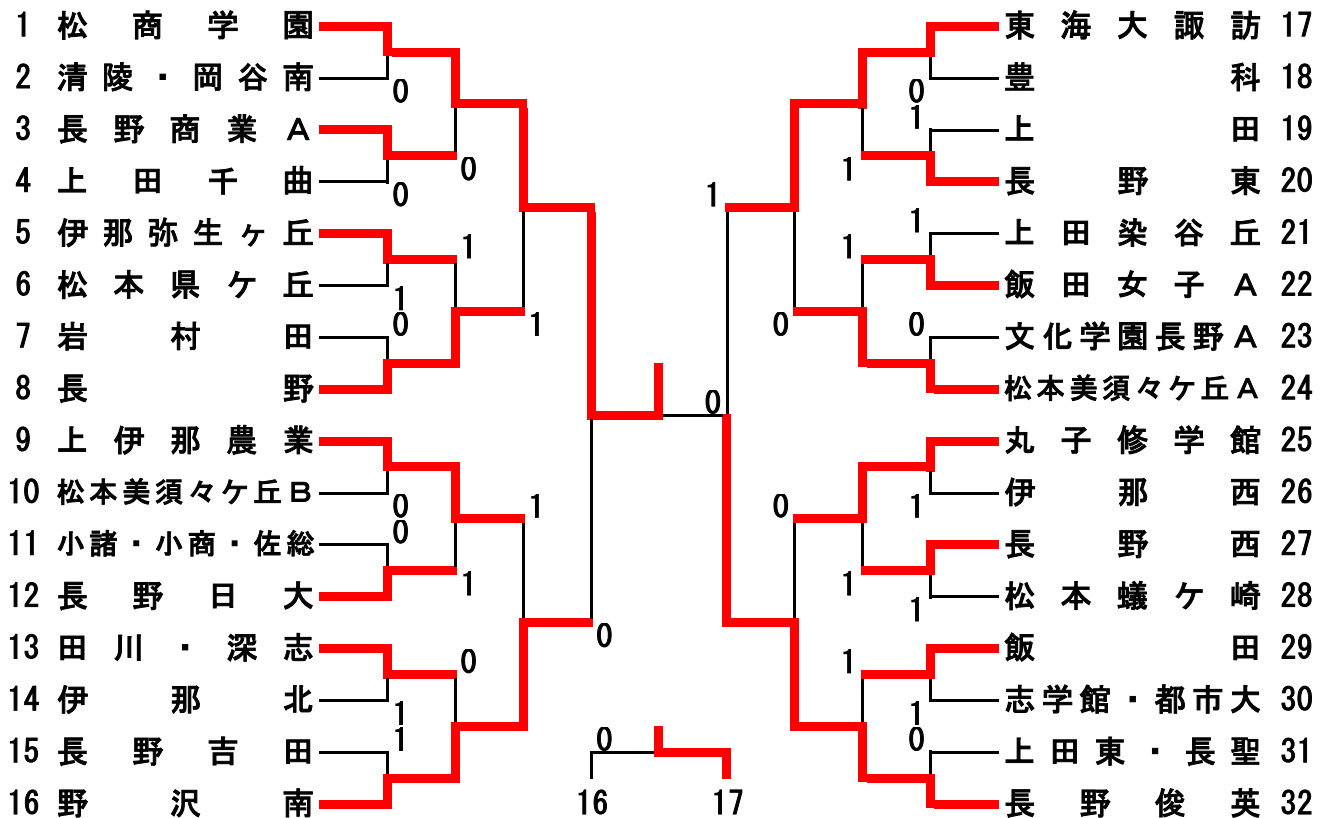 1 松商学園
2 清陵・岡谷南
3 長野商業A
4 上田千曲
5 伊那弥生ヶ丘
6 松本県ケ丘
7 岩村田
8 長野
9 上伊那農業
10 松本美須々ケ丘B
11 小諸・小商・佐総
12 長野日大
13 田川・深志
14 伊那北
15 長野吉田
16 野沢南
0
0
0
1
1
0
1
0
0
1
1
0
1
1
0
1
0
0
16 17
0
1
1
1
1
1
0
0
0
1
1
1
1
1
0
東海大諏訪 17
豊科 18
上田 19
長野東 20
上田染谷丘 21
飯田女子A 22
文化学園長野A 23
松本美須々ケ丘A 24
丸子修学館 25
伊那西 26
長野西 27
松本蟻ケ崎 28
飯田 29
志学館・都市大 30
上田東・長聖 31
長野俊英 32